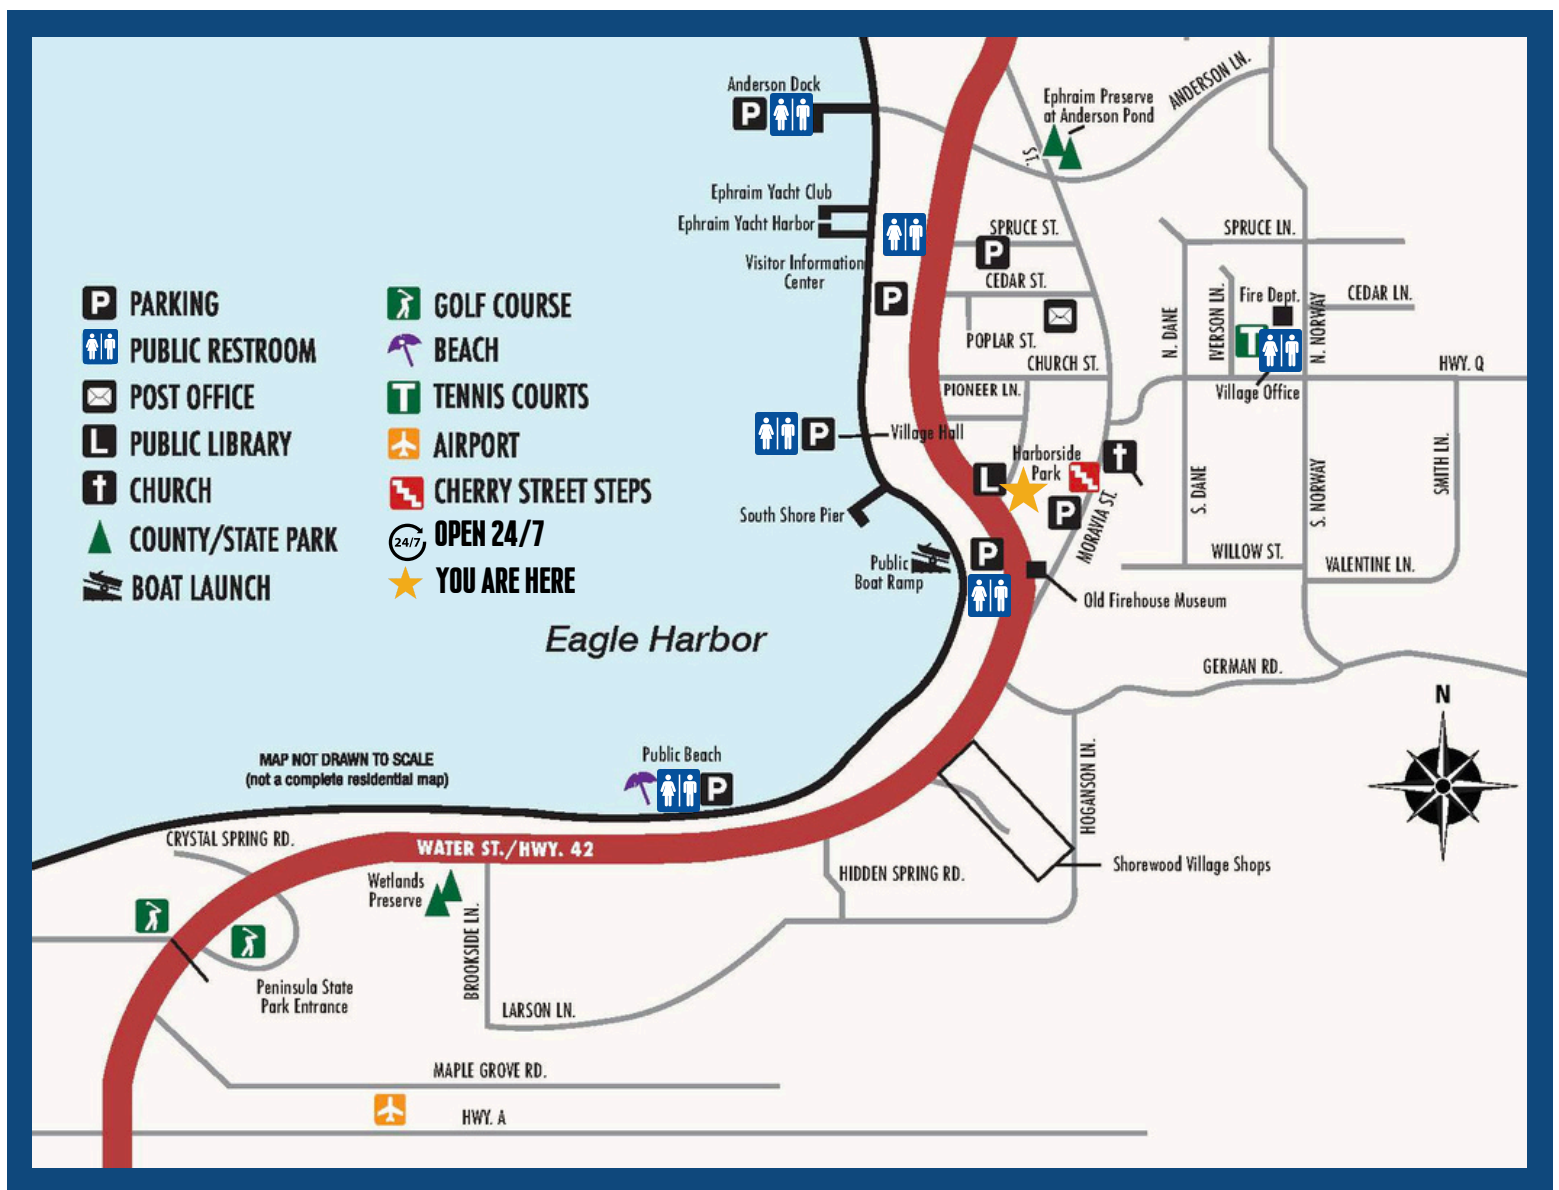 Anderson Dock
P
Ephraim Preserve
at Anderson Pond
ANDERSON LN.
ST.
Ephraim Yacht Club
Ephraim Yacht Harbor
Visitor Information
Center
P
SPRUCE ST.
P
CEDAR ST.
POPLAR ST.
CHURCH ST.
PIONEER LN.
SPRUCE LN.
N. DANE
IVERSON LN.
Fire Dept.
T
N. NORWAY
CEDAR LN.
HWY. Q
Village Office
P PARKING
PUBLIC RESTROOM
POST OFFICE
L PUBLIC LIBRARY
CHURCH
COUNTY/STATE PARK
BOAT LAUNCH
GOLF COURSE
BEACH
T TENNIS COURTS
AIRPORT
CHERRY STREET STEPS
24/7 OPEN 24/7
YOU ARE HERE
P
Village Hall
Harborside
Park
L
P
MORAVIA ST.
S. DANE
S. NORWAY
SMITH LN.
South Shore Pier
Public
Boat Ramp
P
WILLOW ST.
VALENTINE LN.
Old Firehouse Museum
Eagle Harbor
GERMAN RD.
N
HOGANSON LN.
MAP NOT DRAWN TO SCALE
(not a complete residential map)
Public Beach
P
CRYSTAL SPRING RD.
WATER ST./HWY. 42
Wetlands
Preserve
HIDDEN SPRING RD.
Shorewood Village Shops
BROOKSIDE LN.
Peninsula State
Park Entrance
LARSON LN.
MAPLE GROVE RD.
HWY. A